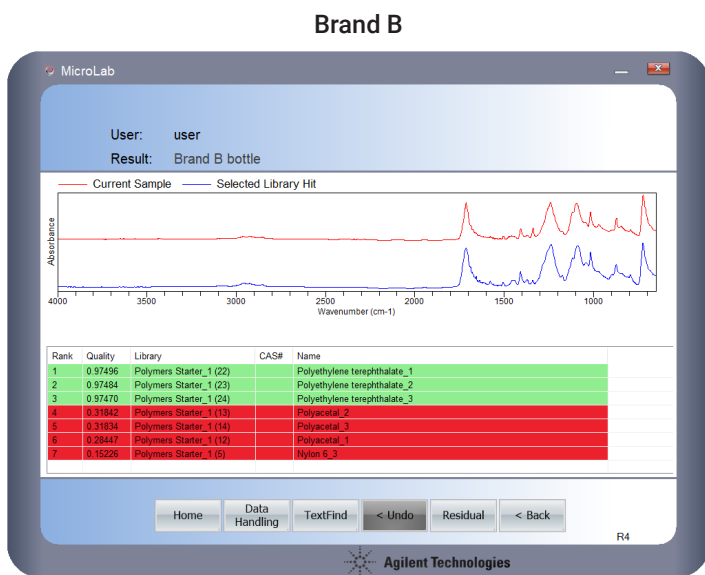 Brand B
MicroLab
User: user
Result: Brand B bottle
Current Sample Selected Library Hit
Absorbance
4000 3500 3000 2500 2000 1500 1000
Wavenumber (cm-1)
Rank Quality Library CAS# Name
1 0.97496 Polymers Starter_1 (22) Polyethylene terephthalate_1
2 0.97484 Polymers Starter_1 (23) Polyethylene terephthalate_2
3 0.97470 Polymers Starter_1 (24) Polyethylene terephthalate_3
4 0.31842 Polymers Starter_1 (13) Polyacetal_2
5 0.31834 Polymers Starter_1 (14) Polyacetal_3
6 0.28447 Polymers Starter_1 (12) Polyacetal_1
7 0.15226 Polymers Starter_1 (5) Nylon 6_3
Home Data Handling TextFind < Undo Residual < Back
R4
Agilent Technologies